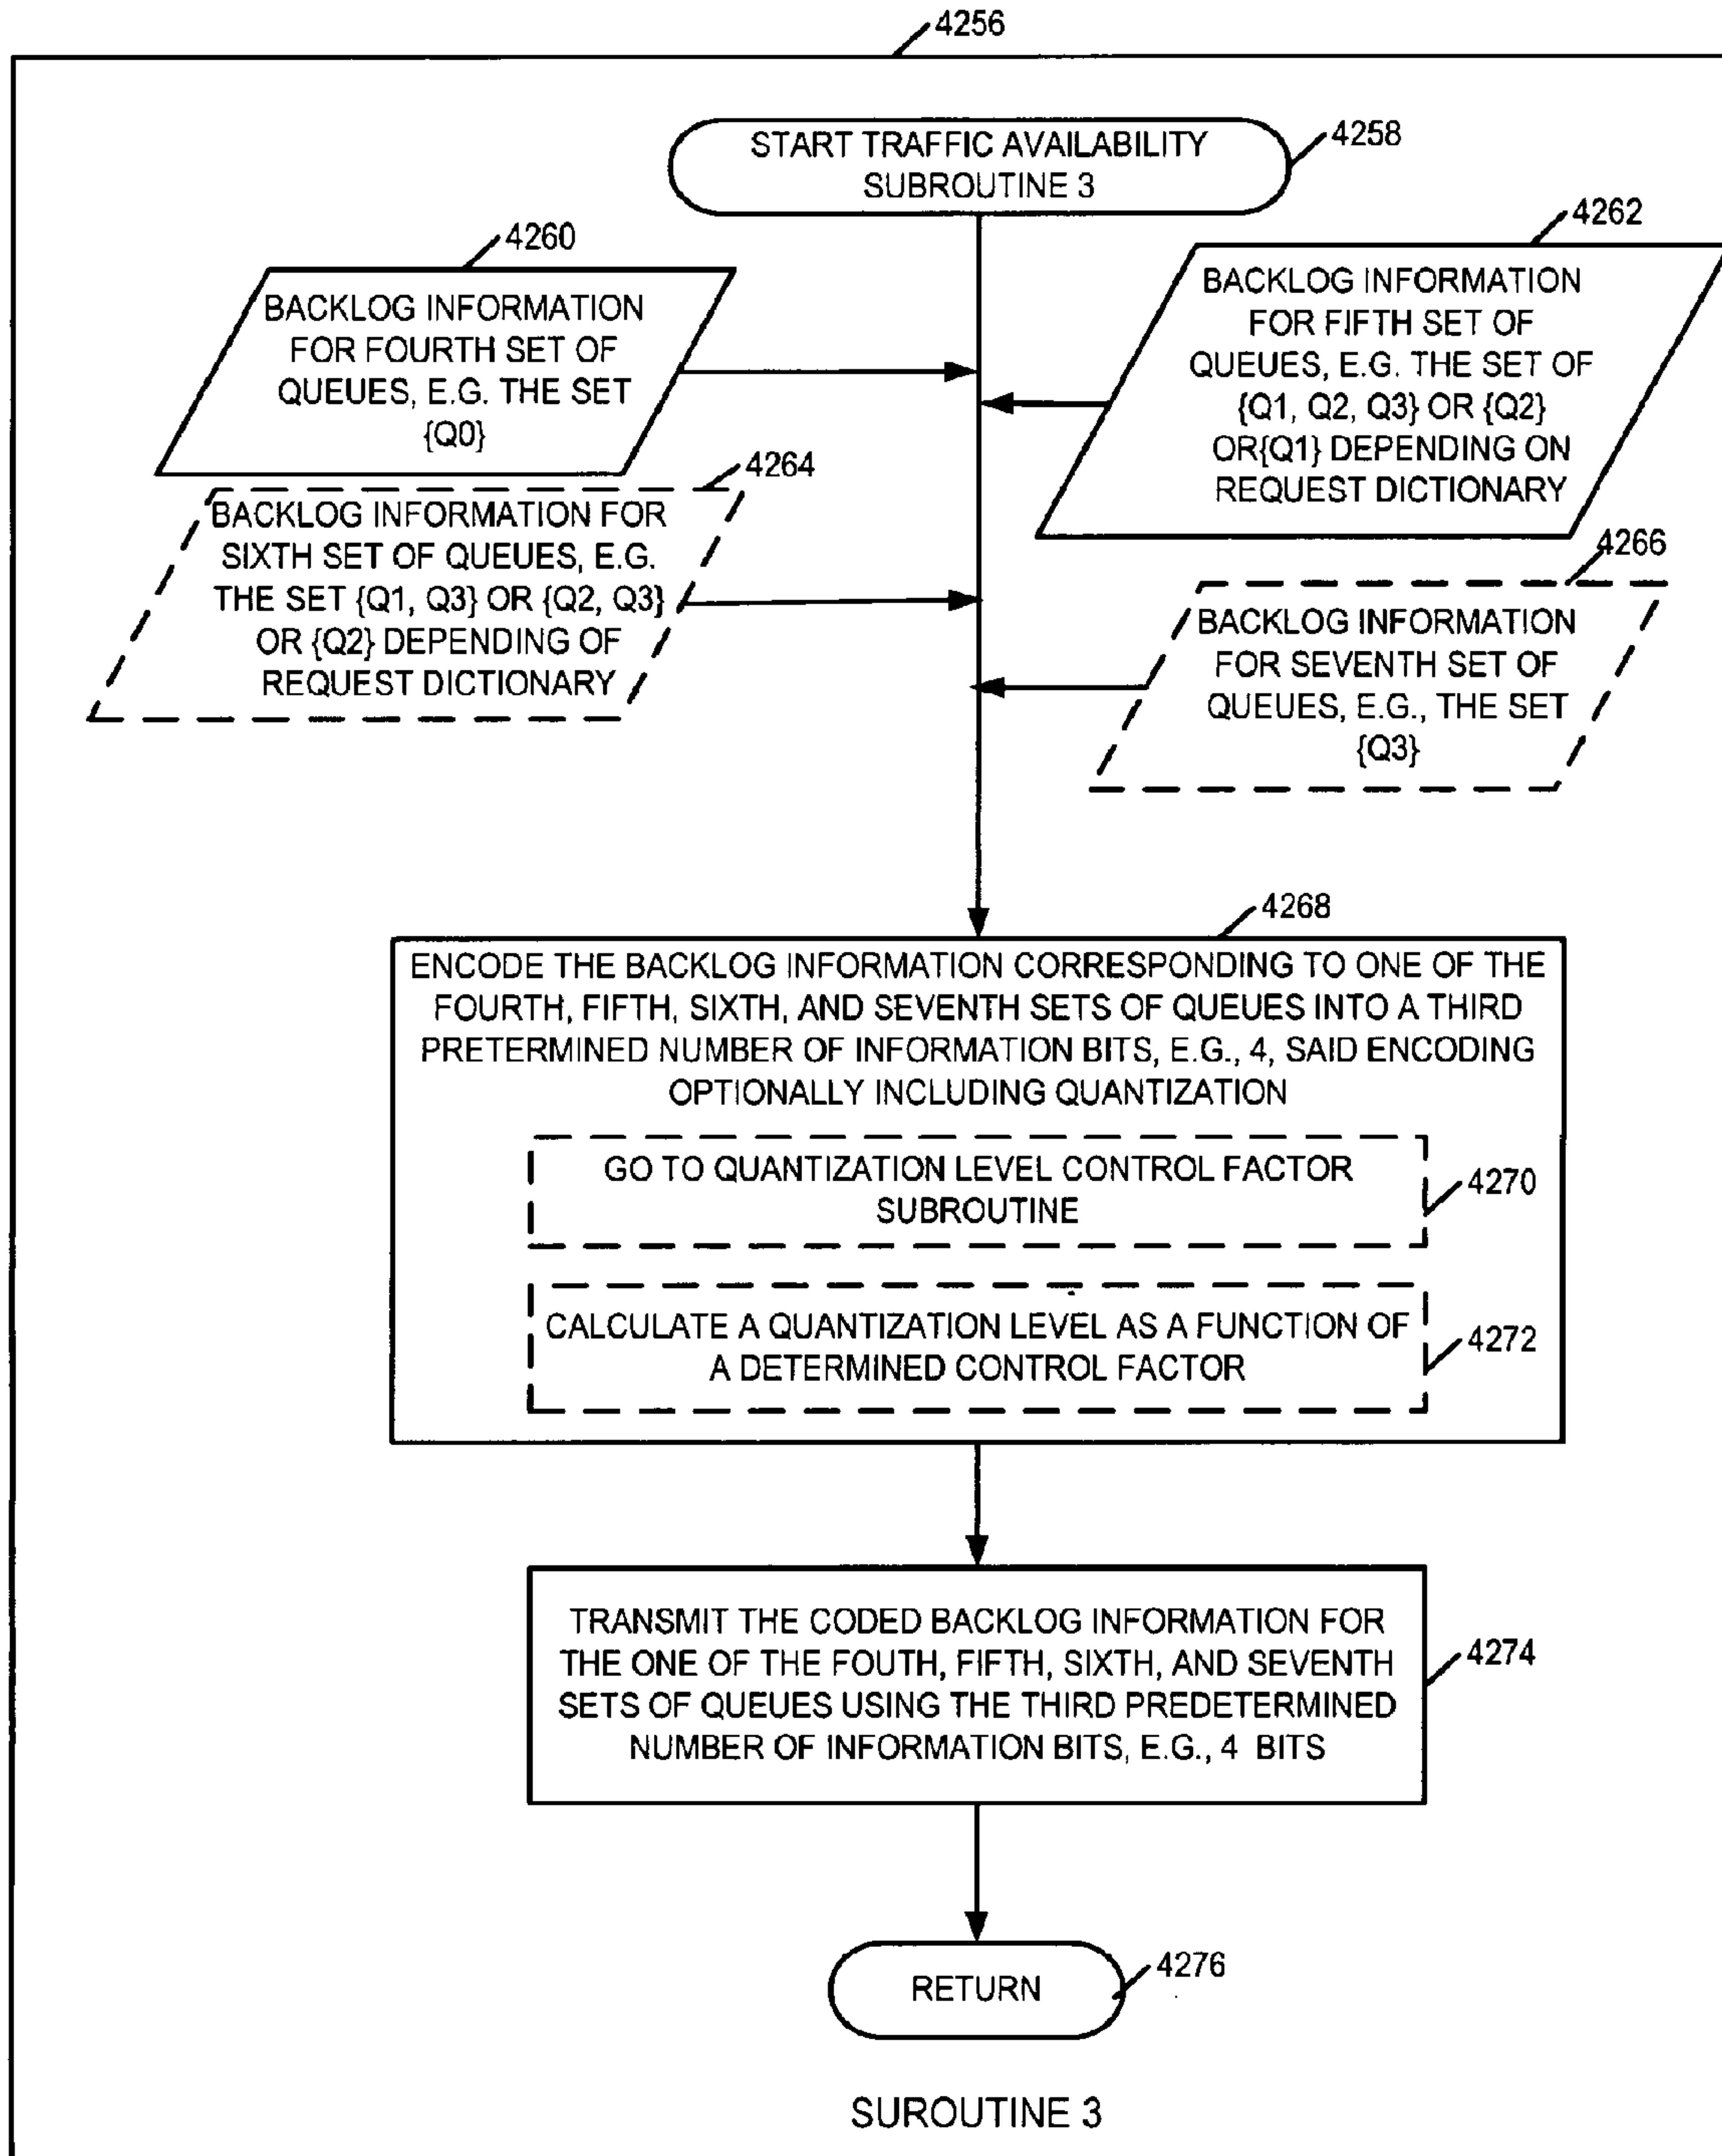 4256
START TRAFFIC AVAILABILITY
SUBROUTINE 3
4258
4260
BACKLOG INFORMATION
FOR FOURTH SET OF
QUEUES, E.G. THE SET
{Q0}
4262
BACKLOG INFORMATION
FOR FIFTH SET OF
QUEUES, E.G. THE SET OF
{Q1, Q2, Q3} OR {Q2}
OR{Q1} DEPENDING ON
REQUEST DICTIONARY
4264
BACKLOG INFORMATION FOR
SIXTH SET OF QUEUES, E.G.
THE SET {Q1, Q3} OR {Q2, Q3}
OR {Q2} DEPENDING OF
REQUEST DICTIONARY
4266
BACKLOG INFORMATION
FOR SEVENTH SET OF
QUEUES, E.G., THE SET
{Q3}
4268
ENCODE THE BACKLOG INFORMATION CORRESPONDING TO ONE OF THE
FOURTH, FIFTH, SIXTH, AND SEVENTH SETS OF QUEUES INTO A THIRD
PRETERMINED NUMBER OF INFORMATION BITS, E.G., 4, SAID ENCODING
OPTIONALLY INCLUDING QUANTIZATION
GO TO QUANTIZATION LEVEL CONTROL FACTOR
SUBROUTINE
4270
CALCULATE A QUANTIZATION LEVEL AS A FUNCTION OF
A DETERMINED CONTROL FACTOR
4272
TRANSMIT THE CODED BACKLOG INFORMATION FOR
THE ONE OF THE FOUTH, FIFTH, SIXTH, AND SEVENTH
SETS OF QUEUES USING THE THIRD PREDETERMINED
NUMBER OF INFORMATION BITS, E.G., 4 BITS
4274
RETURN
4276
SUROUTINE 3